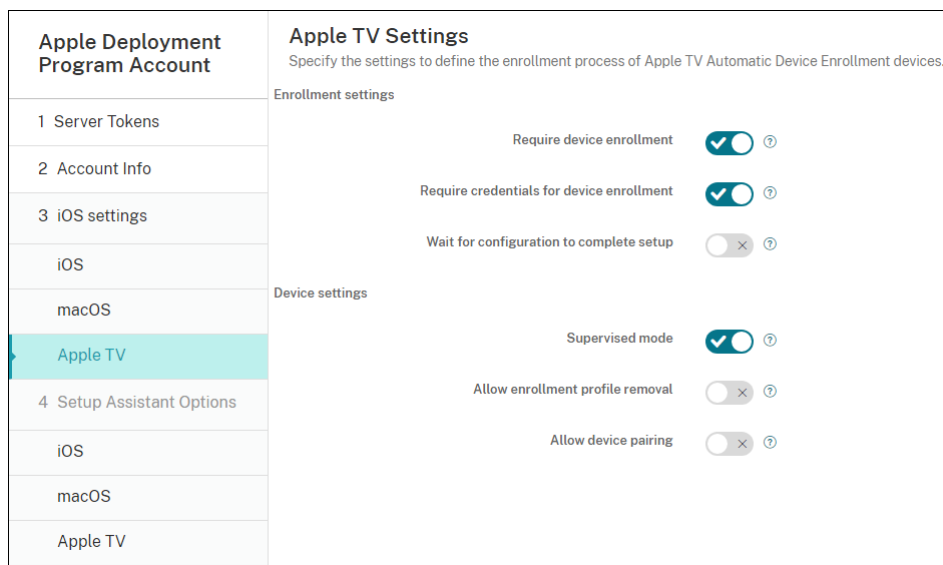 Apple Deployment
Program Account
1 Server Tokens
2 Account Info
3 iOS settings
iOS
macOS
Apple TV
4 Setup Assistant Options
iOS
macOS
Apple TV
Apple TV Settings
Specify the settings to define the enrollment process of Apple TV Automatic Device Enrollment devices.
Enrollment settings
Require device enrollment
Require credentials for device enrollment
Wait for configuration to complete setup
Device settings
Supervised mode
Allow enrollment profile removal
Allow device pairing